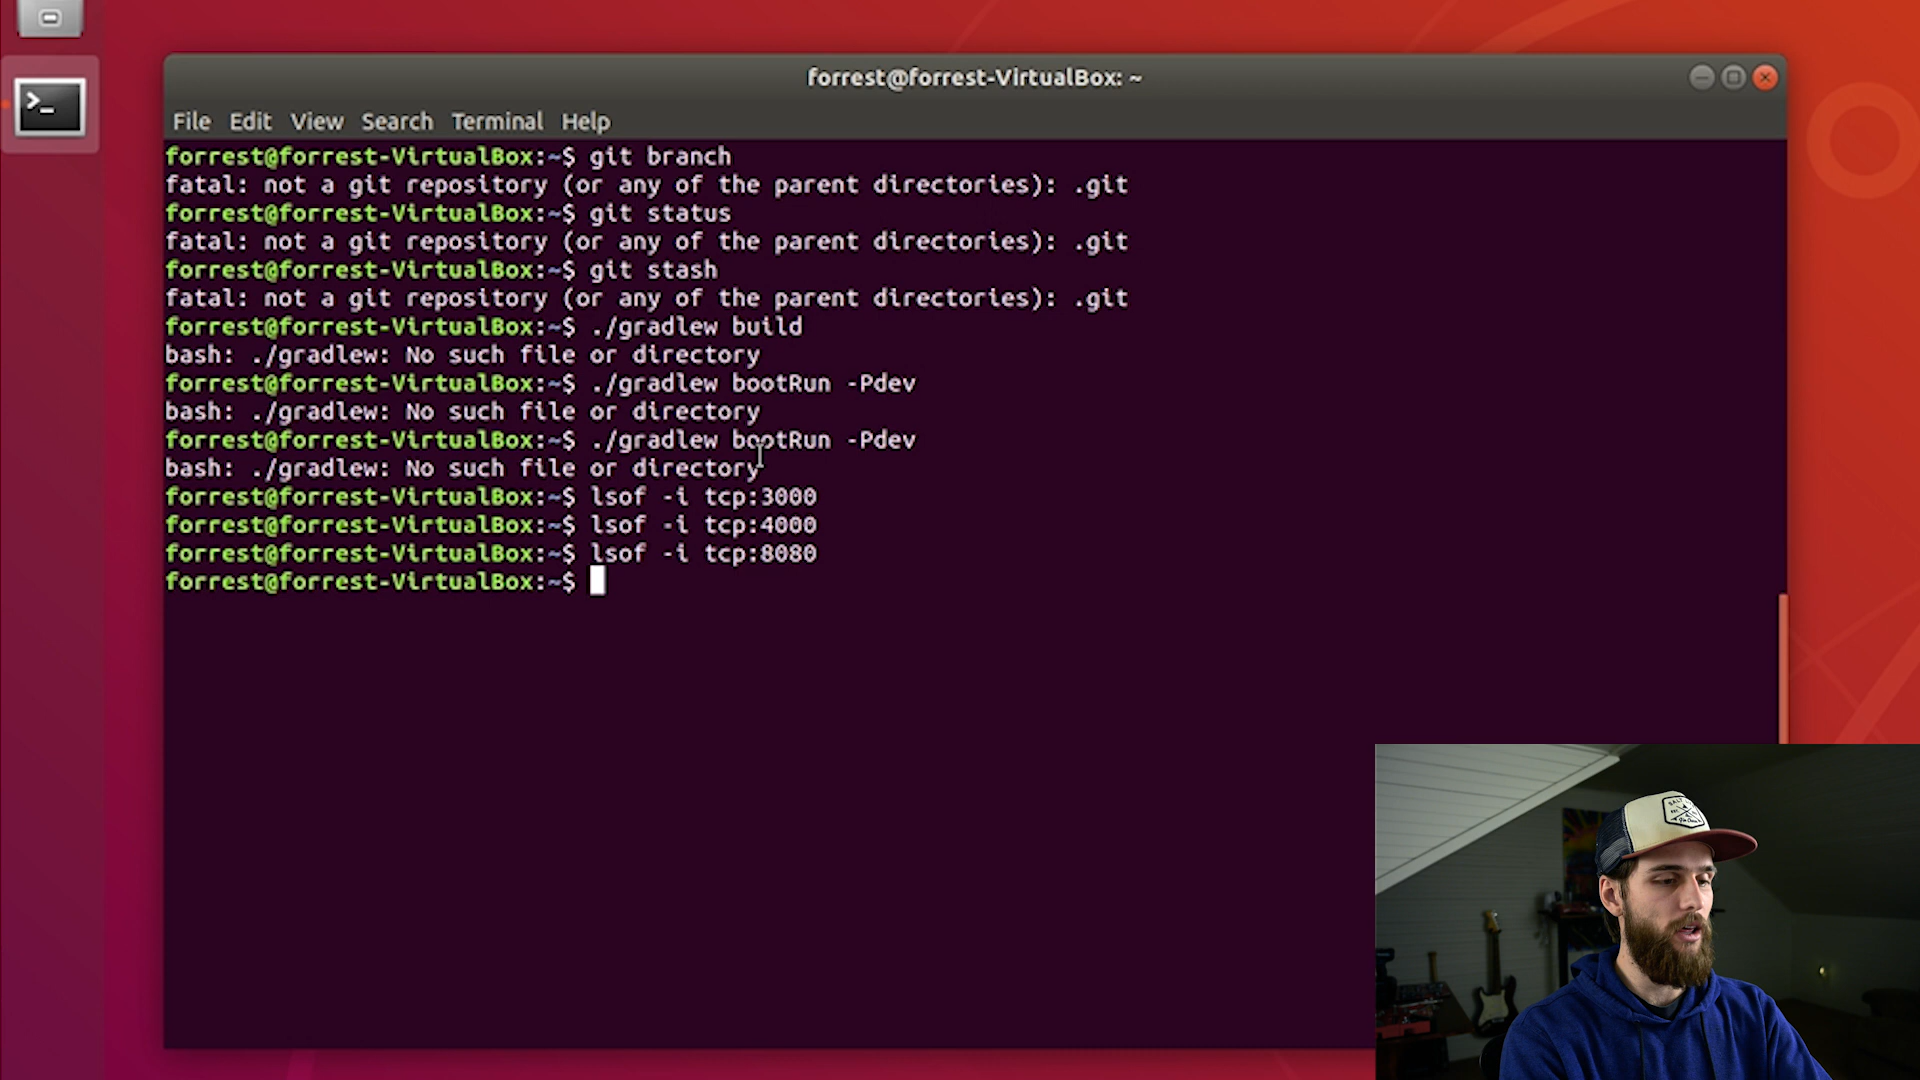 forrest@forrest-VirtualBox: ~
File Edit View Search Terminal Help
forrest@forrest-VirtualBox:~$ git branch
fatal: not a git repository (or any of the parent directories): .git
forrest@forrest-VirtualBox:~$ git status
fatal: not a git repository (or any of the parent directories): .git
forrest@forrest-VirtualBox:~$ git stash
fatal: not a git repository (or any of the parent directories): .git
forrest@forrest-VirtualBox:~$ ./gradlew build
bash: ./gradlew: No such file or directory
forrest@forrest-VirtualBox:~$ ./gradlew bootRun -Pdev
bash: ./gradlew: No such file or directory
forrest@forrest-VirtualBox:~$ ./gradlew bootRun -Pdev
bash: ./gradlew: No such file or directory
forrest@forrest-VirtualBox:~$ lsof -i tcp:3000
forrest@forrest-VirtualBox:~$ lsof -i tcp:4000
forrest@forrest-VirtualBox:~$ lsof -i tcp:8080
forrest@forrest-VirtualBox:~$
SALT